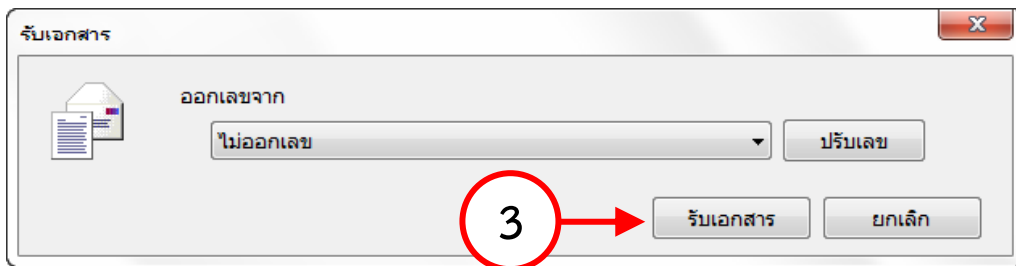 รับเอกสาร
ออกเลขจาก
ไม่ออกเลข ปรับเลข
3 รับเอกสาร ยกเลิก